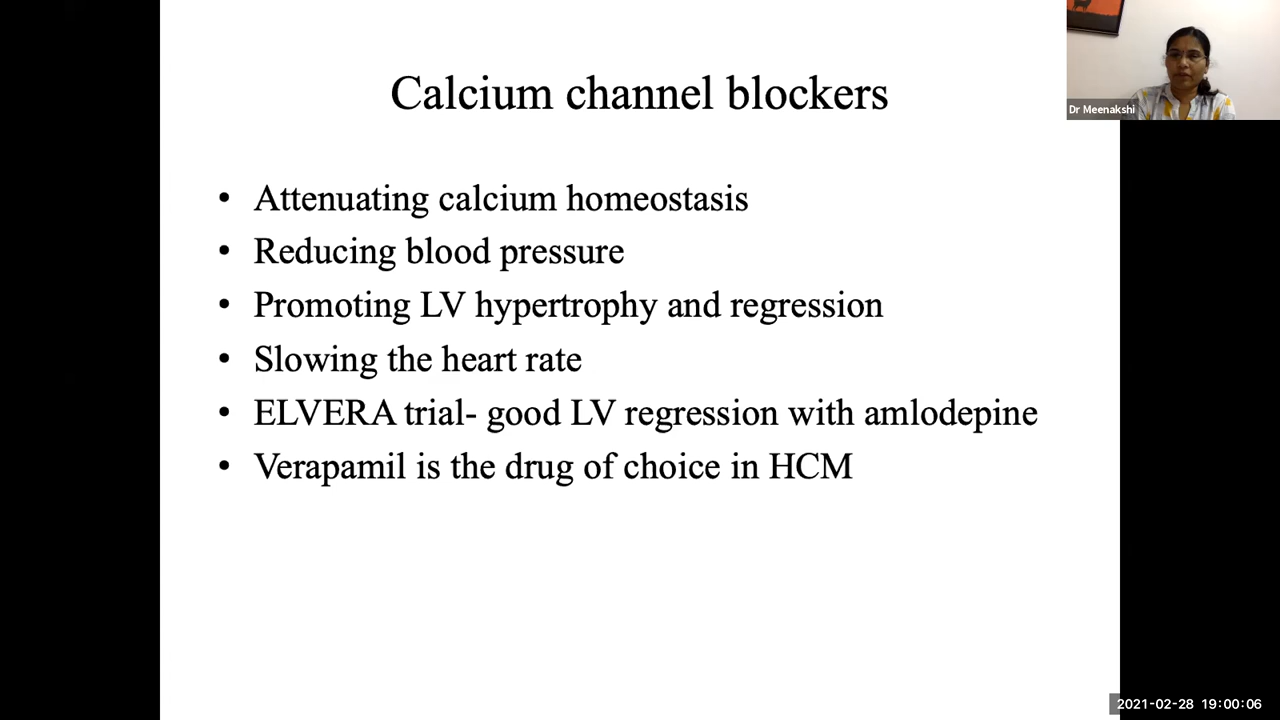 Calcium channel blockers
Dr Meenakshi
• Attenuating calcium homeostasis
• Reducing blood pressure
• Promoting LV hypertrophy and regression
• Slowing the heart rate
• ELVERA trial- good LV regression with amlodepine
• Verapamil is the drug of choice in HCM
2021-02-28 19:00:06